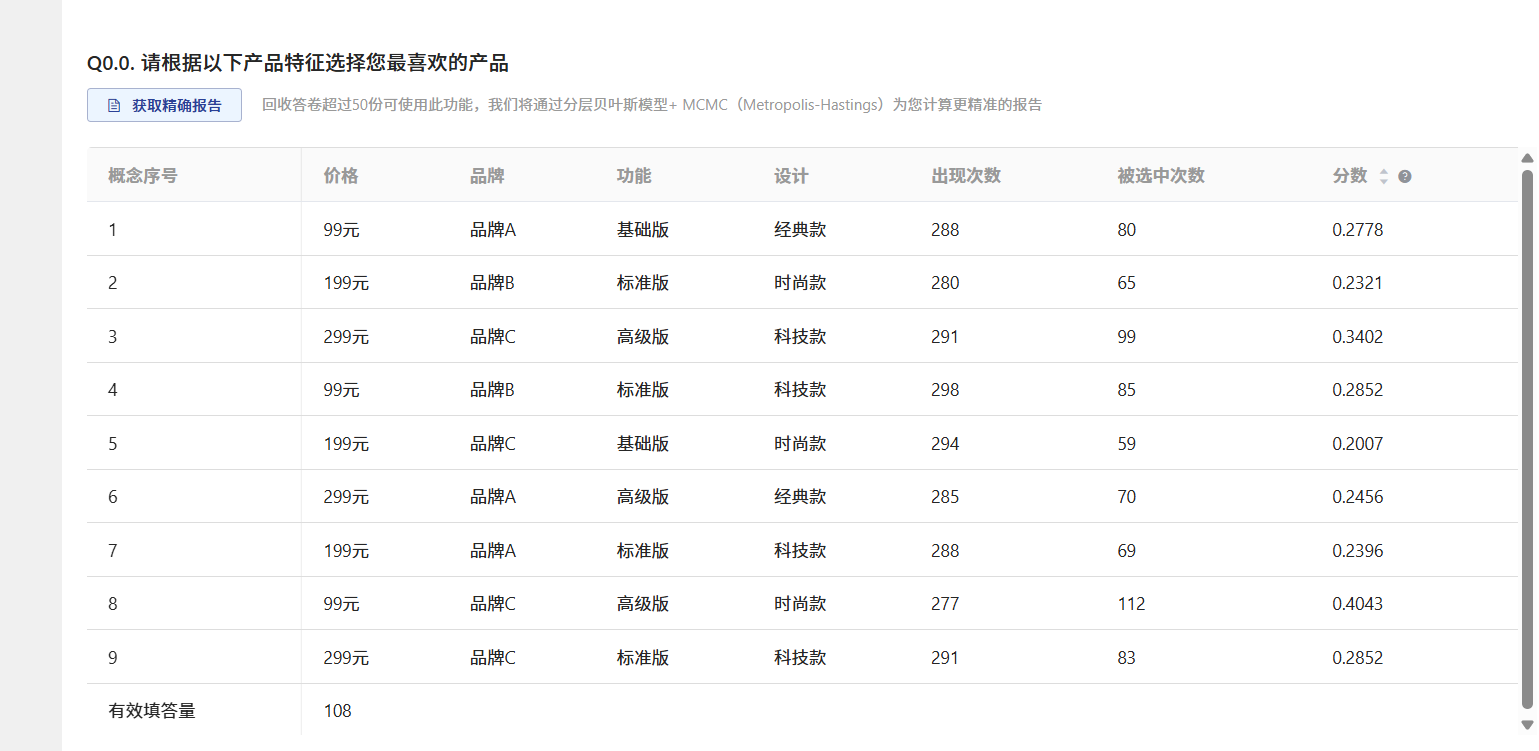 Q0.0. 请根据以下产品特征选择您最喜欢的产品
获取精确报告 回收答卷超过50份可使用此功能，我们将通过分层贝叶斯模型+ MCMC（Metropolis-Hastings）为您计算更精准的报告
概念序号 价格 品牌 功能 设计 出现次数 被选中次数 分数
1 99元 品牌A 基础版 经典款 288 80 0.2778
2 199元 品牌B 标准版 时尚款 280 65 0.2321
3 299元 品牌C 高级版 科技款 291 99 0.3402
4 99元 品牌B 标准版 科技款 298 85 0.2852
5 199元 品牌C 基础版 时尚款 294 59 0.2007
6 299元 品牌A 高级版 经典款 285 70 0.2456
7 199元 品牌A 标准版 科技款 288 69 0.2396
8 99元 品牌C 高级版 时尚款 277 112 0.4043
9 299元 品牌C 标准版 科技款 291 83 0.2852
有效填答量 108